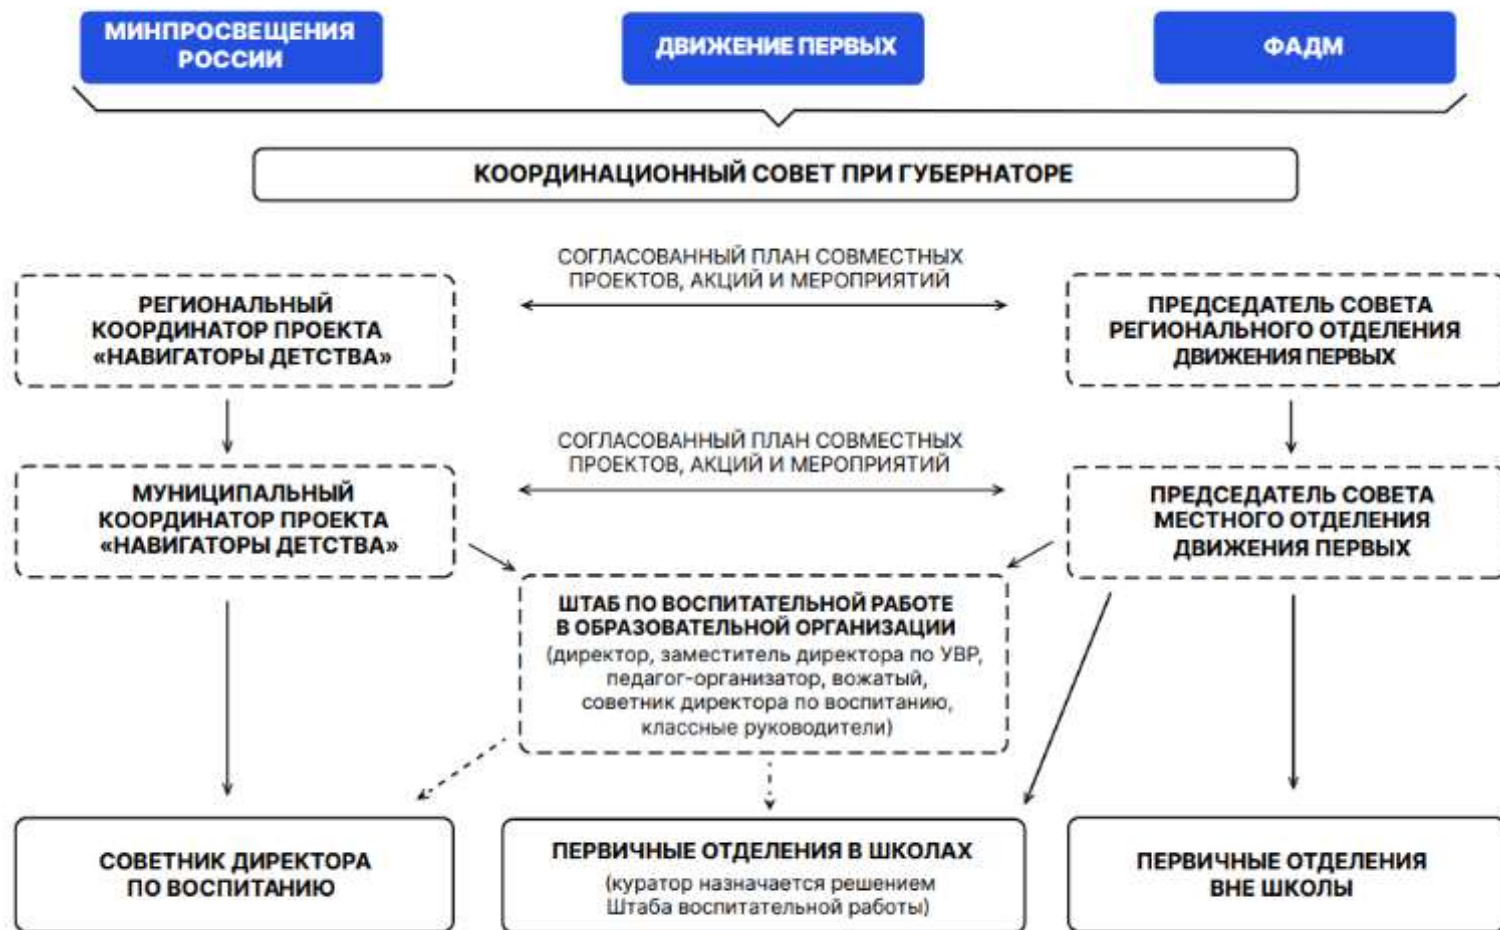 МИНПРОСВЕЩЕНИЯ
РОССИИ
ДВИЖЕНИЕ ПЕРВЫХ
ФАДМ
КООРДИНАЦИОННЫЙ СОВЕТ ПРИ ГУБЕРНАТОРЕ
РЕГИОНАЛЬНЫЙ
КООРДИНАТОР ПРОЕКТА
«НАВИГАТОРЫ ДЕТСТВА»
СОГЛАСОВАННЫЙ ПЛАН СОВМЕСТНЫХ
ПРОЕКТОВ, АКЦИЙ И МЕРОПРИЯТИЙ
ПРЕДСЕДАТЕЛЬ СОВЕТА
РЕГИОНАЛЬНОГО ОТДЕЛЕНИЯ
ДВИЖЕНИЯ ПЕРВЫХ
МУНИЦИПАЛЬНЫЙ
КООРДИНАТОР ПРОЕКТА
«НАВИГАТОРЫ ДЕТСТВА»
СОГЛАСОВАННЫЙ ПЛАН СОВМЕСТНЫХ
ПРОЕКТОВ, АКЦИЙ И МЕРОПРИЯТИЙ
ПРЕДСЕДАТЕЛЬ СОВЕТА
МЕСТНОГО ОТДЕЛЕНИЯ
ДВИЖЕНИЯ ПЕРВЫХ
ШТАБ ПО ВОСПИТАТЕЛЬНОЙ РАБОТЕ
В ОБРАЗОВАТЕЛЬНОЙ ОРГАНИЗАЦИИ
(директор, заместитель директора по УВР,
педагог-организатор, вожатый,
советник директора по воспитанию,
классные руководители)
СОВЕТНИК ДИРЕКТОРА
ПО ВОСПИТАНИЮ
ПЕРВИЧНЫЕ ОТДЕЛЕНИЯ В ШКОЛАХ
(куратор назначается решением
Штаба воспитательной работы)
ПЕРВИЧНЫЕ ОТДЕЛЕНИЯ
ВНЕ ШКОЛЫ